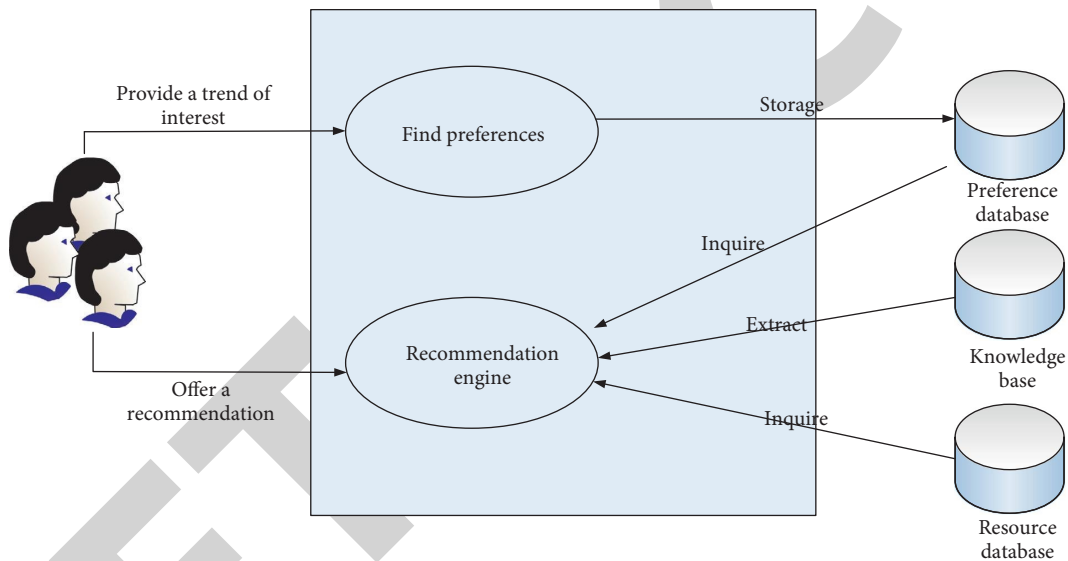 Provide a trend of
interest
Find preferences
Storage
Preference
database
Inquire
Extract
Knowledge
base
Recommendation
engine
Offer a
recommendation
Inquire
Resource
database